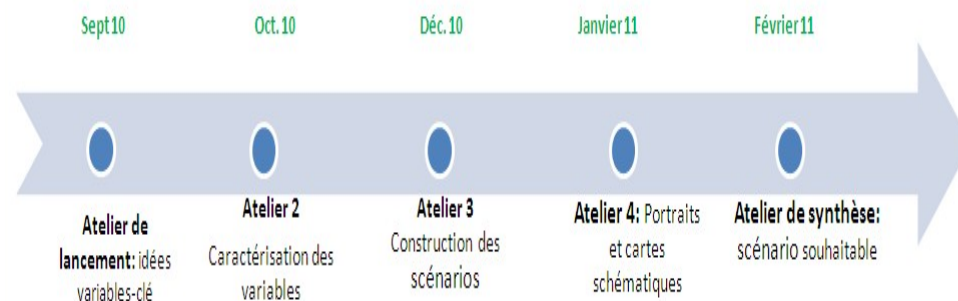 Sept 10
Oct. 10
Déc. 10
Janvier 11
Février 11
Atelier de
lancement: idées
variables-clé
Atelier 2
Caractérisation des
variables
Atelier 3
Construction des
scénarios
Atelier 4: Portraits
et cartes
schématiques
Atelier de synthèse:
scénario souhaitable